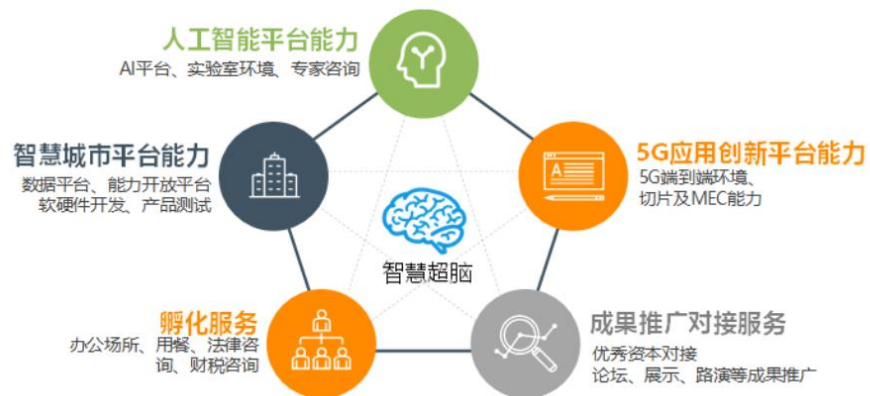 人工智能平台能力
AI平台、实验室环境、专家咨询
智慧城市平台能力
数据平台、能力开放平台
软硬件开发、产品测试
5G应用创新平台能力
5G端到端环境、
切片及MEC能力
A
智慧超脑
孵化服务
办公场所、用餐、法律咨
询、财税咨询
成果推广对接服务
优秀资本对接
论坛、展示、路演等成果推广